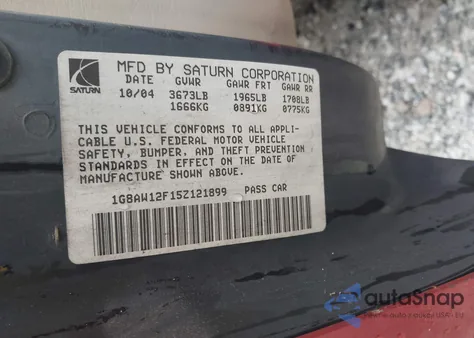 MFD BY SATURN CORPORATION
DATE GVWR GAWR FRT GAWR RR
10/04 3673LB 1965LB 1708LB
1666KG 0891KG 0775KG
SATURN
THIS VEHICLE CONFORMS TO ALL APPLI-
CABLE U.S. FEDERAL MOTOR VEHICLE
SAFETY, BUMPER, AND THEFT PREVENTION
STANDARDS IN EFFECT ON THE DATE OF
MANUFACTURE SHOWN ABOVE.
1G8AW12F15Z121899 PASS CAR
autoSnap